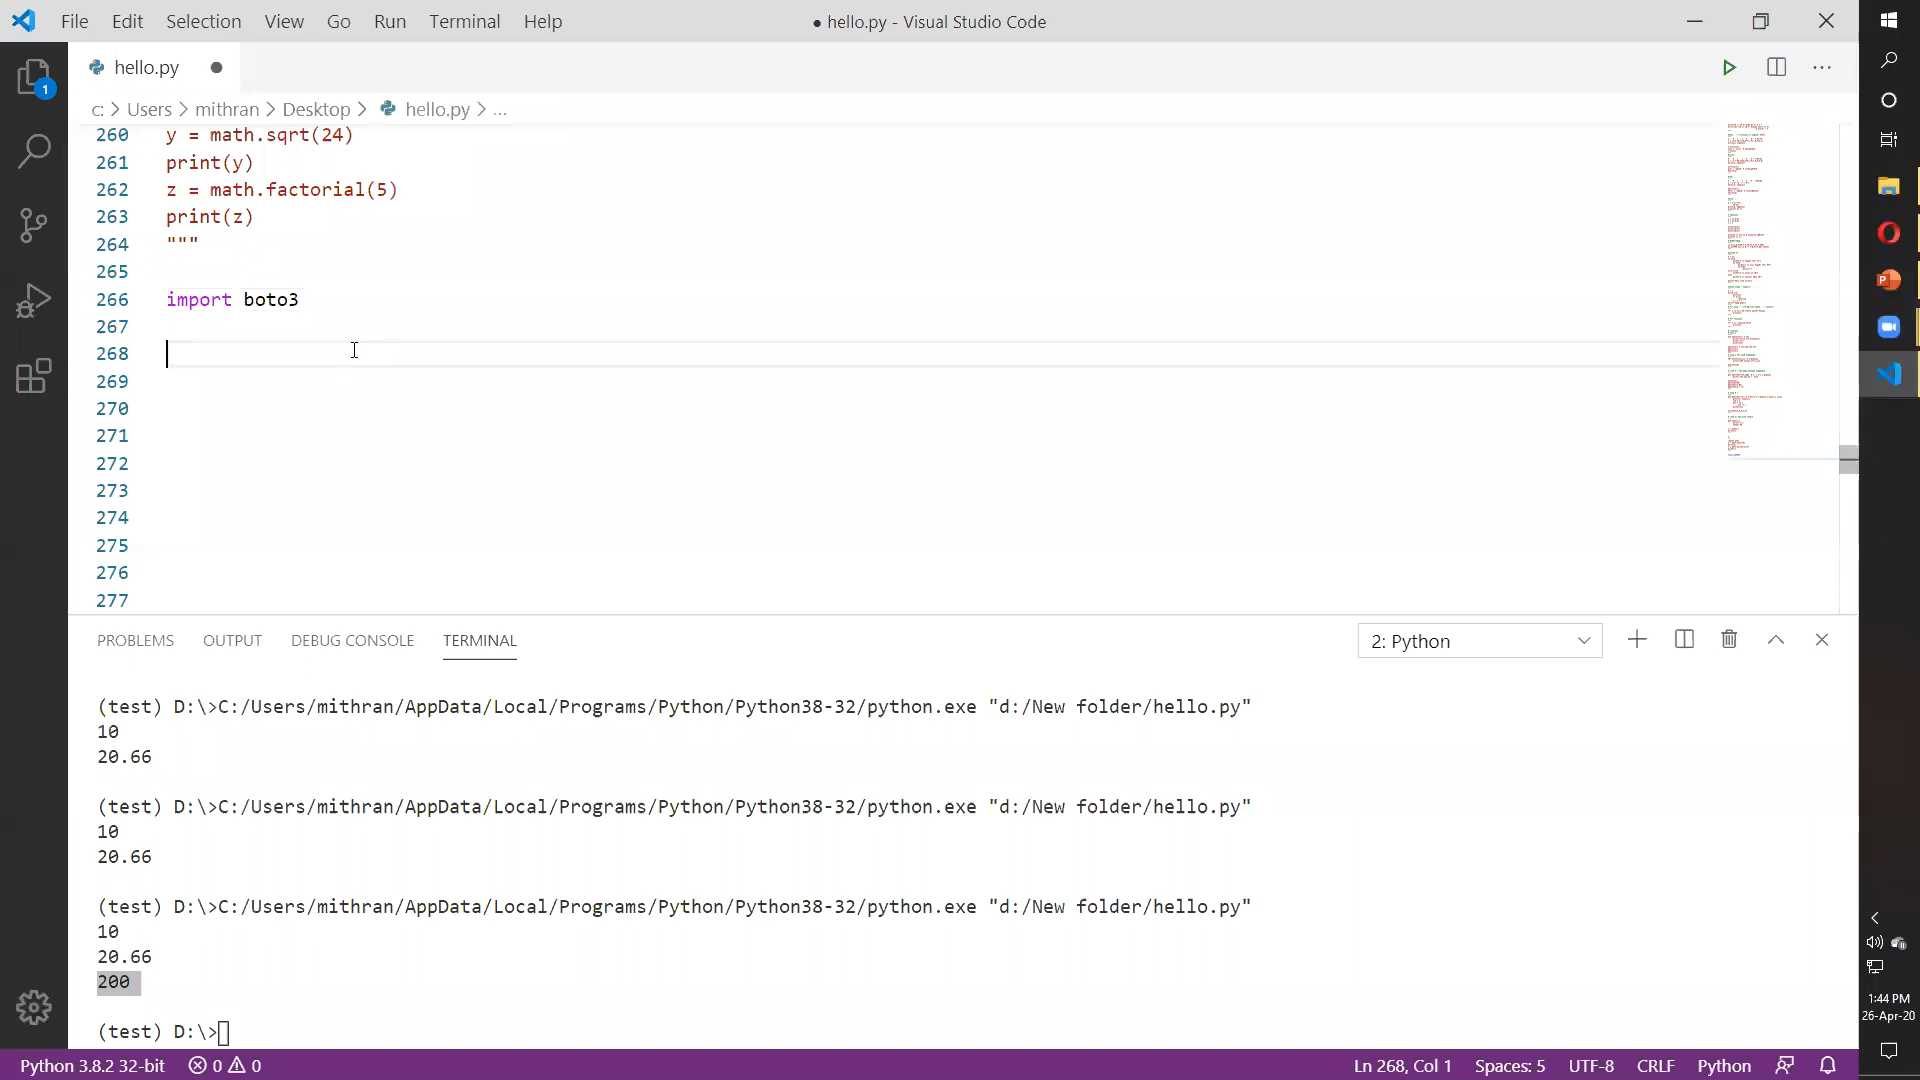 File Edit Selection View Go Run Terminal Help ● hello.py - Visual Studio Code
hello.py
c: > Users > mithran > Desktop > hello.py > ...
260 y = math.sqrt(24)
261 print(y)
262 z = math.factorial(5)
263 print(z)
264 """
265
266 import boto3
267
268
269
270
271
272
273
274
275
276
277
1
PROBLEMS OUTPUT DEBUG CONSOLE TERMINAL 2: Python
(test) D:\>C:/Users/mithran/AppData/Local/Programs/Python/Python38-32/python.exe "d:/New folder/hello.py"
10
20.66
(test) D:\>C:/Users/mithran/AppData/Local/Programs/Python/Python38-32/python.exe "d:/New folder/hello.py"
10
20.66
(test) D:\>C:/Users/mithran/AppData/Local/Programs/Python/Python38-32/python.exe "d:/New folder/hello.py"
10
20.66
200
(test) D:\>
Python 3.8.2 32-bit 0 0 Ln 268, Col 1 Spaces: 5 UTF-8 CRLF Python
1:44 PM
26-Apr-20